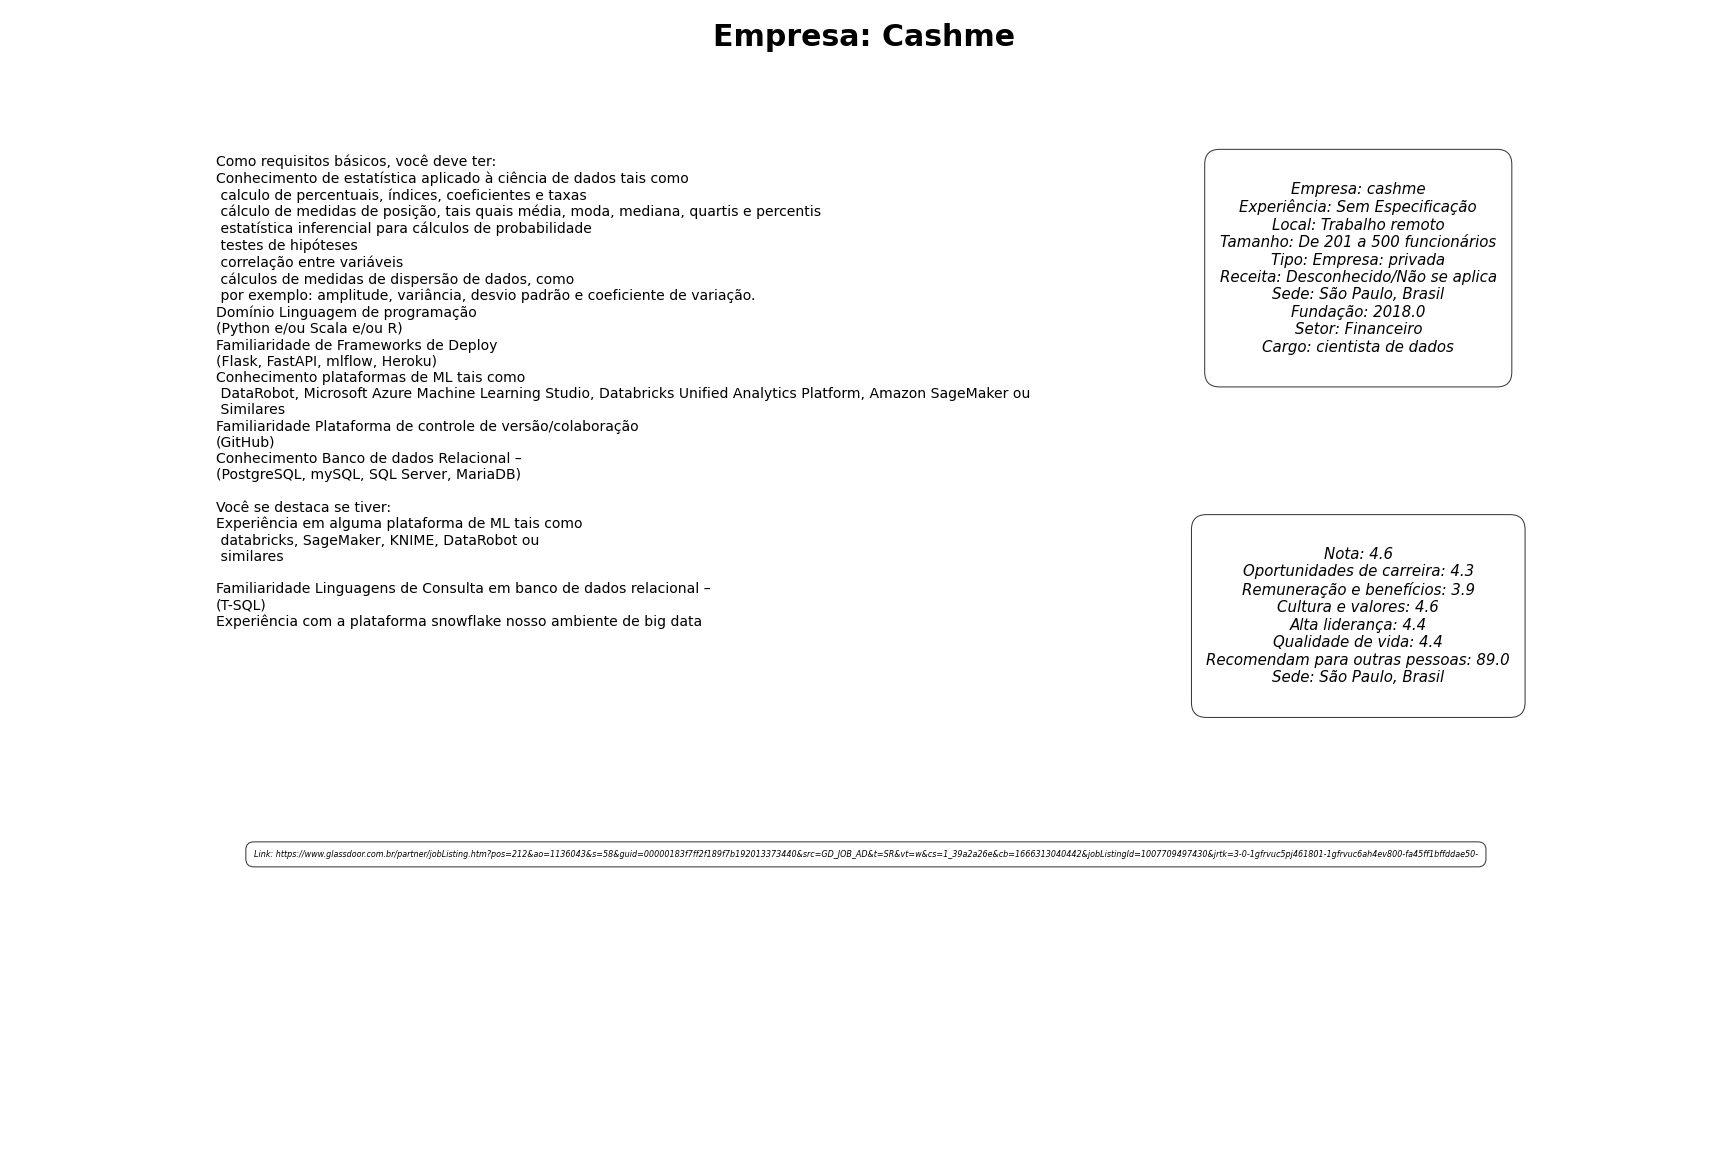 Empresa: Cashme
Como requisitos básicos, você deve ter:
Conhecimento de estatística aplicado à ciência de dados tais como
calculo de percentuais, índices, coeficientes e taxas
cálculo de medidas de posição, tais quais média, moda, mediana, quartis e percentis
estatística inferencial para cálculos de probabilidade
testes de hipóteses
correlação entre variáveis
cálculos de medidas de dispersão de dados, como
por exemplo: amplitude, variância, desvio padrão e coeficiente de variação.
Domínio Linguagem de programação
(Python e/ou Scala e/ou R)
Familiaridade de Frameworks de Deploy
(Flask, FastAPI, mlflow, Heroku)
Conhecimento plataformas de ML tais como
DataRobot, Microsoft Azure Machine Learning Studio, Databricks Unified Analytics Platform, Amazon SageMaker ou
Similares
Familiaridade Plataforma de controle de versão/colaboração
(GitHub)
Conhecimento Banco de dados Relacional –
(PostgreSQL, mySQL, SQL Server, MariaDB)
Você se destaca se tiver:
Experiência em alguma plataforma de ML tais como
databricks, SageMaker, KNIME, DataRobot ou
similares
Familiaridade Linguagens de Consulta em banco de dados relacional –
(T-SQL)
Experiência com a plataforma snowflake nosso ambiente de big data
Empresa: cashme
Experiência: Sem Especificação
Local: Trabalho remoto
Tamanho: De 201 a 500 funcionários
Tipo: Empresa: privada
Receita: Desconhecido/Não se aplica
Sede: São Paulo, Brasil
Fundação: 2018.0
Setor: Financeiro
Cargo: cientista de dados
Nota: 4.6
Oportunidades de carreira: 4.3
Remuneração e benefícios: 3.9
Cultura e valores: 4.6
Alta liderança: 4.4
Qualidade de vida: 4.4
Recomendam para outras pessoas: 89.0
Sede: São Paulo, Brasil
Link: https://www.glassdoor.com.br/partner/jobListing.htm?pos=212&ao=1136043&s=58&guid=00000183f7ff2f189f7b192013373440&src=GD_JOB_AD&t=SR&vt=w&cs=1_39a2a26e&cb=1666313040442&jobListingId=1007709497430&jrtk=3-0-1gfrvuc5pj461801-1gfrvuc6ah4ev800-fa45ff1bffddae50-